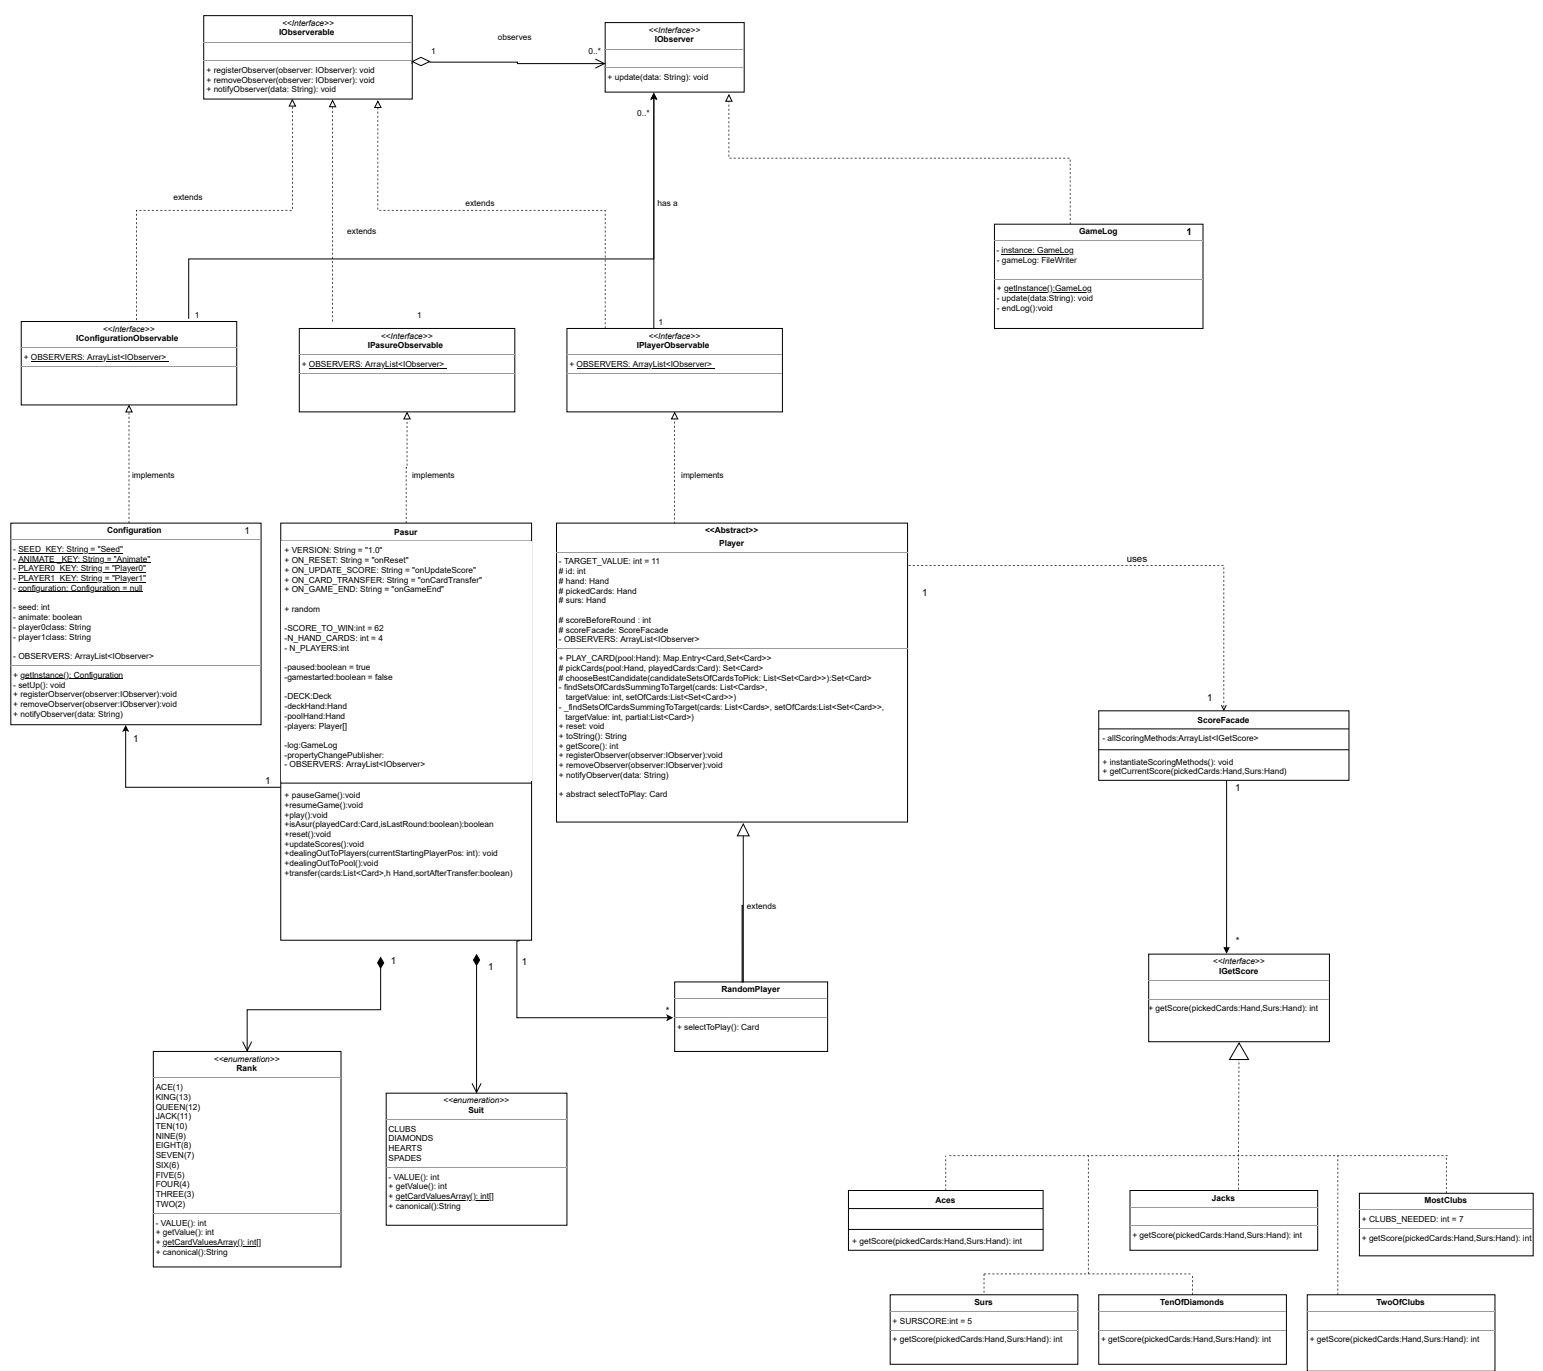 <<Interface>>
IObserverable
+ registerObserver(observer: IObserver): void
+ removeObserver(observer: IObserver): void
+ notifyObserver(data: String): void
1
observes
0..*
<<Interface>>
IObserver
+ update(data: String): void
0..*
extends
extends
extends
has a
GameLog
1
- instance: GameLog
- gameLog: FileWriter
+ getInstance():GameLog
- update(data:String): void
- endLog():void
1
1
1
<<Interface>>
IConfigurationObservable
+ OBSERVERS: ArrayList<IObserver>
<<Interface>>
IPasureObservable
+ OBSERVERS: ArrayList<IObserver>
<<Interface>>
IPlayerObservable
+ OBSERVERS: ArrayList<IObserver>
implements
implements
implements
Configuration
1
- SEED_KEY: String = "Seed"
- ANIMATE_KEY: String = "Animate"
- PLAYER0_KEY: String = "Player0"
- PLAYER1_KEY: String = "Player1"
- configuration: Configuration = null
- seed: int
- animate: boolean
- player0class: String
- player1class: String
- OBSERVERS: ArrayList<IObserver>
+ getInstance(): Configuration
- setUp(): void
+ registerObserver(observer:IObserver):void
+ removeObserver(observer:IObserver):void
+ notifyObserver(data: String)
1
1
Pasur
+ VERSION: String = "1.0"
+ ON_RESET: String = "onReset"
+ ON_UPDATE_SCORE: String = "onUpdateScore"
+ ON_CARD_TRANSFER: String = "onCardTransfer"
+ ON_GAME_END: String = "onGameEnd"
+ random
-SCORE_TO_WIN:int = 62
-N_HAND_CARDS: int = 4
- N_PLAYERS:int
-paused:boolean = true
-gamestarted:boolean = false
-DECK:Deck
-deckHand:Hand
-poolHand:Hand
-players: Player[]
-log:GameLog
-propertyChangePublisher:
- OBSERVERS: ArrayList<IObserver>
+ pauseGame():void
+resumeGame():void
+play():void
+isAsur(playedCard:Card,isLastRound:boolean):boolean
+reset():void
+updateScores():void
+dealingOutToPlayers(currentStartingPlayerPos: int): void
+dealingOutToPool():void
+transfer(cards:List<Card>,h Hand,sortAfterTransfer:boolean)
<<Abstract>>
Player
- TARGET_VALUE: int = 11
# id: int
# hand: Hand
# pickedCards: Hand
# surs: Hand
# scoreBeforeRound : int
# scoreFacade: ScoreFacade
- OBSERVERS: ArrayList<IObserver>
+ PLAY_CARD(pool:Hand): Map.Entry<Card,Set<Card>>
# pickCards(pool:Hand, playedCards:Card): Set<Card>
# chooseBestCandidate(candidateSetsOfCardsToPick: List<Set<Card>>):Set<Card>
- findSetsOfCardsSummingToTarget(cards: List<Cards>,
targetValue: int, setOfCards:List<Set<Card>>)
- _findSetsOfCardsSummingToTarget(cards: List<Cards>, setOfCards:List<Set<Card>>,
targetValue: int, partial:List<Card>)
+ reset: void
+ toString(): String
+ getScore(): int
+ registerObserver(observer:IObserver):void
+ removeObserver(observer:IObserver):void
+ notifyObserver(data: String)
+ abstract selectToPlay: Card
uses
1
1
ScoreFacade
- allScoringMethods:ArrayList<IGetScore>
+ instantiateScoringMethods(): void
+ getCurrentScore(pickedCards:Hand,Surs:Hand)
1
*
extends
1
1
1
*
RandomPlayer
+ selectToPlay(): Card
<<Interface>>
IGetScore
+ getScore(pickedCards:Hand,Surs:Hand): int
<<enumeration>>
Rank
ACE(1)
KING(13)
QUEEN(12)
JACK(11)
TEN(10)
NINE(9)
EIGHT(8)
SEVEN(7)
SIX(6)
FIVE(5)
FOUR(4)
THREE(3)
TWO(2)
- VALUE(): int
+ getValue(): int
+ getCardValuesArray(): int[]
+ canonical():String
<<enumeration>>
Suit
CLUBS
DIAMONDS
HEARTS
SPADES
- VALUE(): int
+ getValue(): int
+ getCardValuesArray(): int[]
+ canonical():String
Aces
+ getScore(pickedCards:Hand,Surs:Hand): int
Jacks
+ getScore(pickedCards:Hand,Surs:Hand): int
MostClubs
+ CLUBS_NEEDED: int = 7
+ getScore(pickedCards:Hand,Surs:Hand): int
Surs
+ SURSCORE:int = 5
+ getScore(pickedCards:Hand,Surs:Hand): int
TenOfDiamonds
+ getScore(pickedCards:Hand,Surs:Hand): int
TwoOfClubs
+ getScore(pickedCards:Hand,Surs:Hand): int